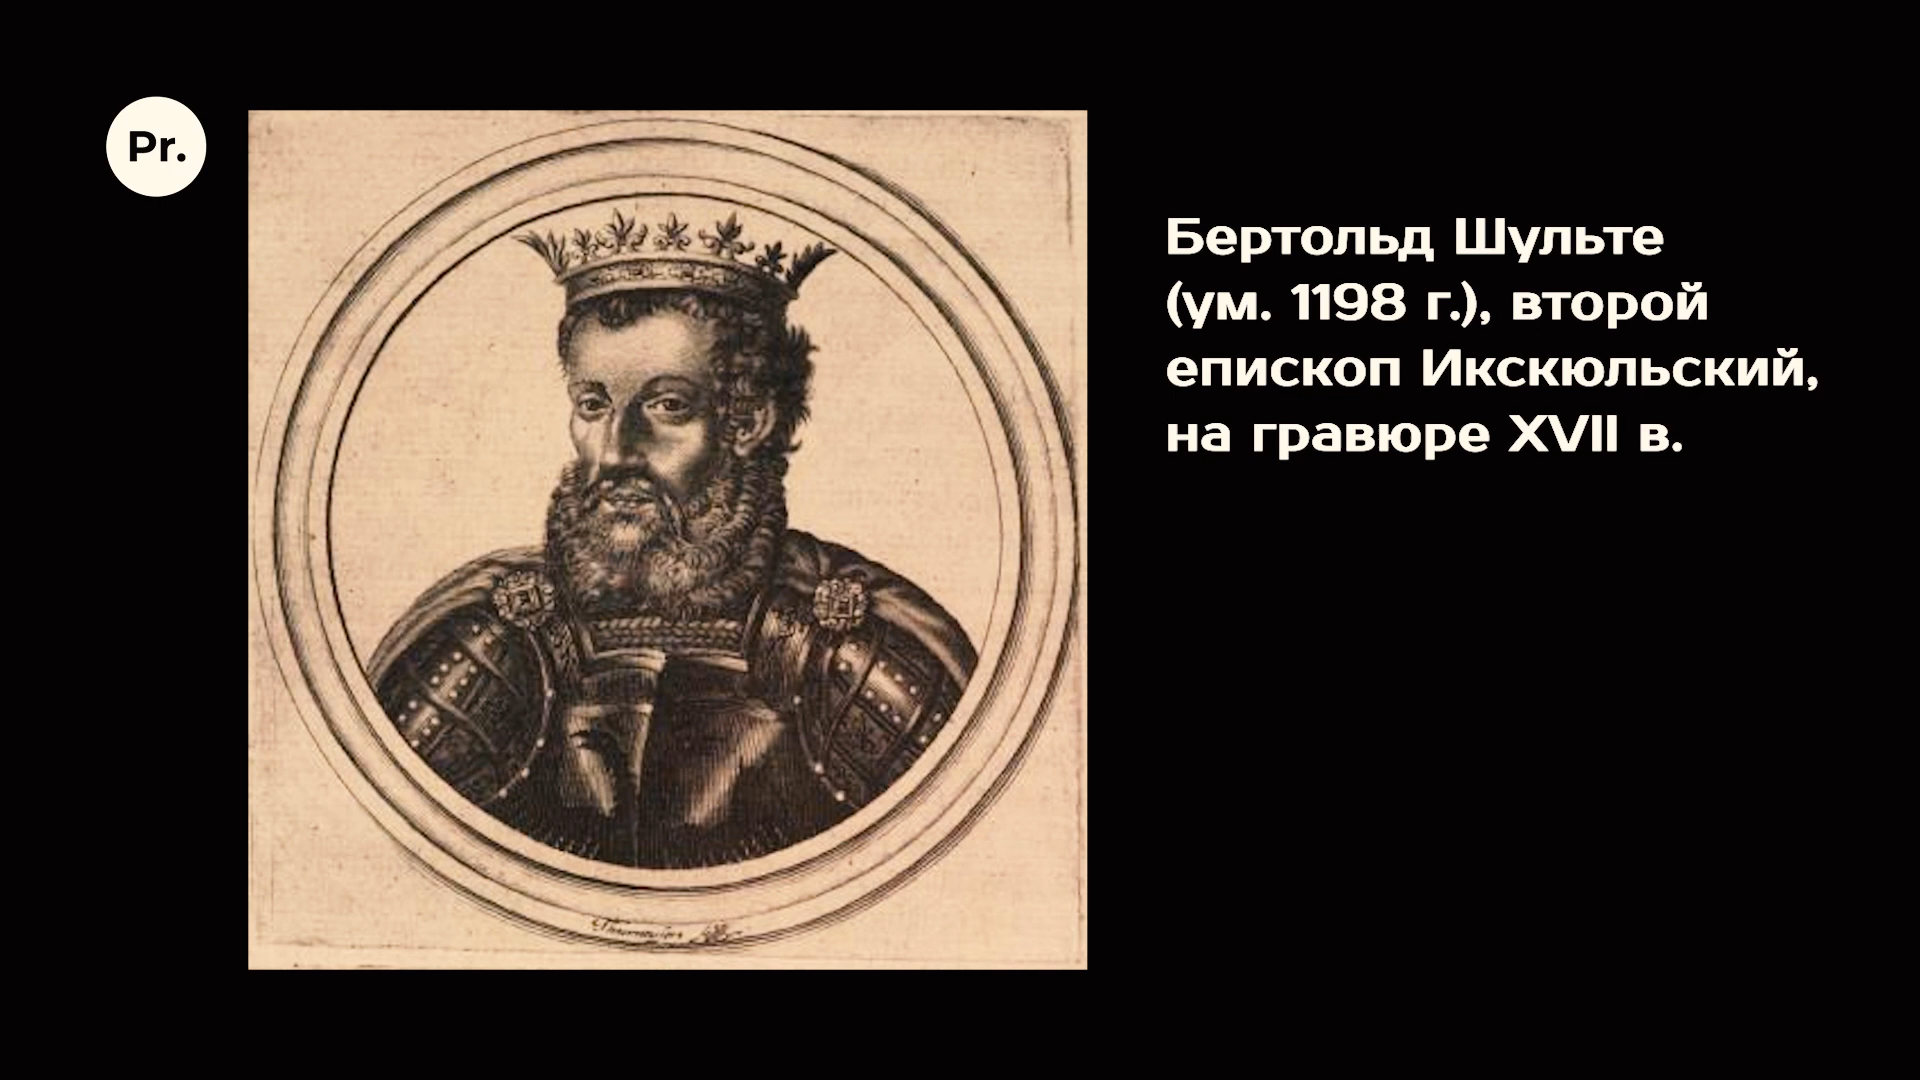 Pr.
Бертольд Шульте
(ум. 1198 г.), второй
епископ Икскюльский,
на гравюре XVII в.